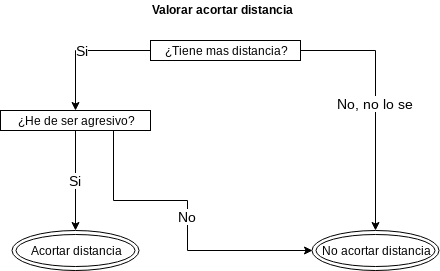 Valorar acortar distancia
¿Tiene mas distancia?
Si
No, no lo se
¿He de ser agresivo?
Si
No
Acortar distancia
No acortar distancia